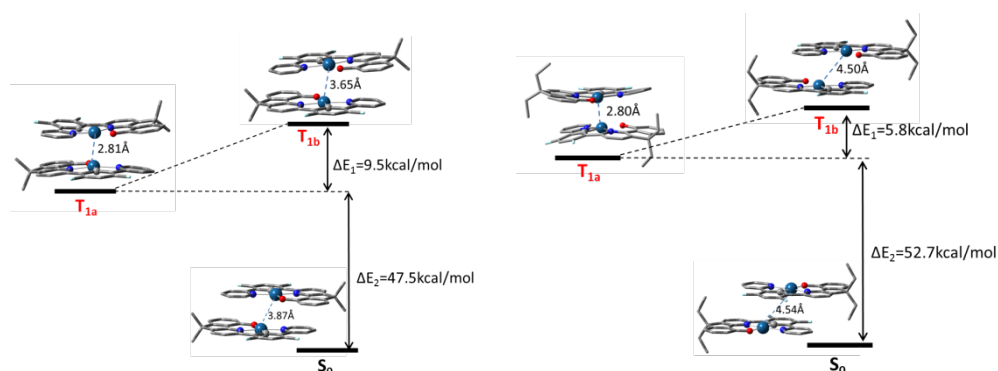 3.65Å
T1b
2.81Å
T1a
ΔE1=9.5kcal/mol
ΔE2=47.5kcal/mol
3.87Å
S0
4.50Å
T1b
2.80Å
T1a
ΔE1=5.8kcal/mol
ΔE2=52.7kcal/mol
4.54Å
S0